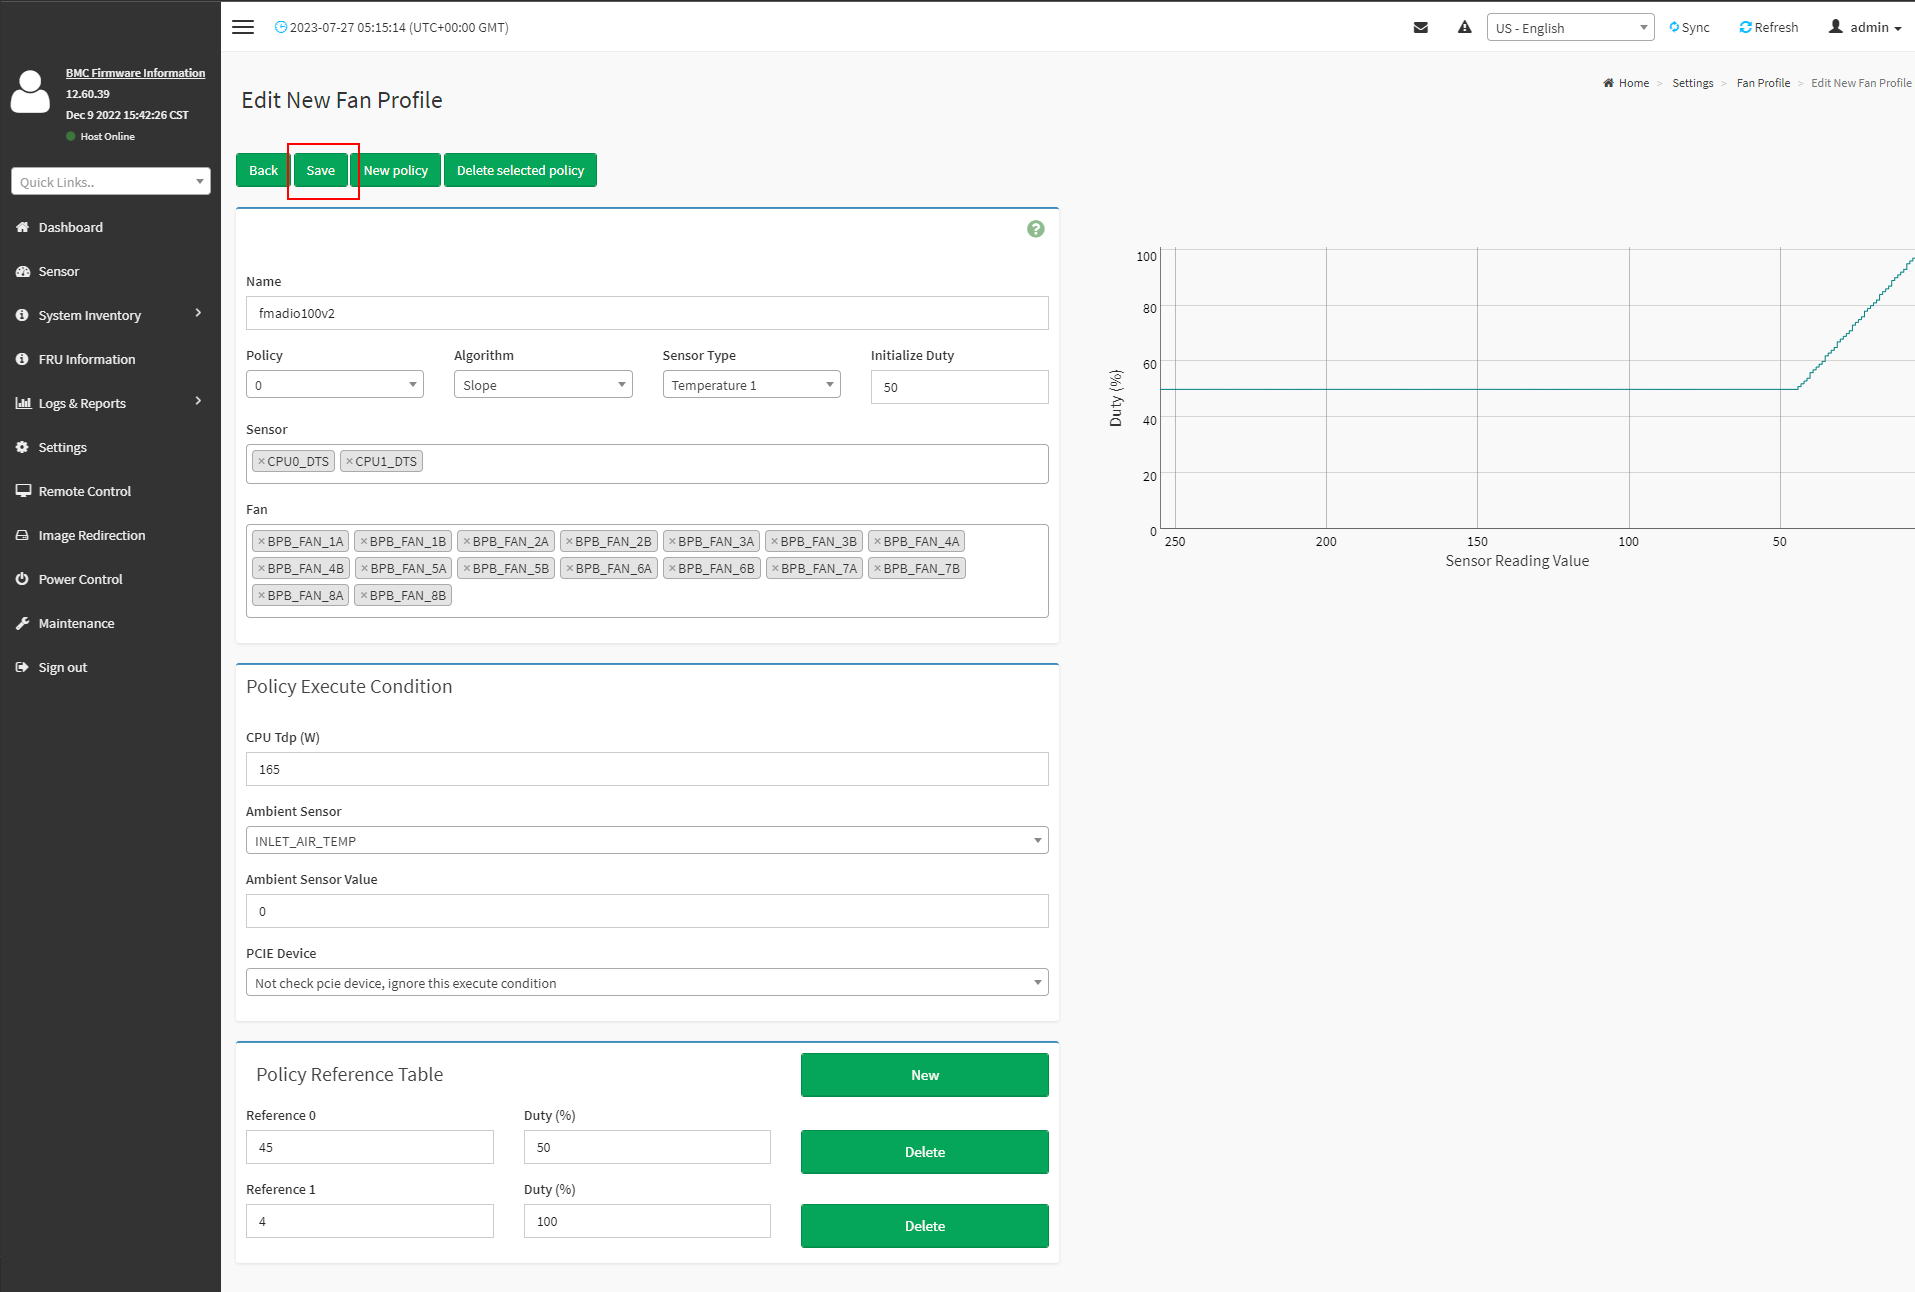 2023-07-27 05:15:14 (UTC+00:00 GMT)
US - English
Sync
Refresh
admin
BMC Firmware Information
12.60.39
Dec 9 2022 15:42:26 CST
Host Online
Quick Links..
Dashboard
Sensor
System Inventory
FRU Information
Logs & Reports
Settings
Remote Control
Image Redirection
Power Control
Maintenance
Sign out
Edit New Fan Profile
Home > Settings > Fan Profile > Edit New Fan Profile
Back
Save
New policy
Delete selected policy
?
Name
fmadio100v2
Policy Algorithm Sensor Type Initialize Duty
0 Slope Temperature 1 50
Sensor
×CPU0_DTS ×CPU1_DTS
Fan
×BPB_FAN_1A ×BPB_FAN_1B ×BPB_FAN_2A ×BPB_FAN_2B ×BPB_FAN_3A ×BPB_FAN_3B ×BPB_FAN_4A
×BPB_FAN_4B ×BPB_FAN_5A ×BPB_FAN_5B ×BPB_FAN_6A ×BPB_FAN_6B ×BPB_FAN_7A ×BPB_FAN_7B
×BPB_FAN_8A ×BPB_FAN_8B
Policy Execute Condition
CPU Tdp (W)
165
Ambient Sensor
INLET_AIR_TEMP
Ambient Sensor Value
0
PCIE Device
Not check pcie device, ignore this execute condition
Policy Reference Table
New
Reference 0 Duty (%)
45 50 Delete
Reference 1 Duty (%)
4 100 Delete
100
80
60
40
20
0
Duty (%)
250 200 150 100 50
Sensor Reading Value